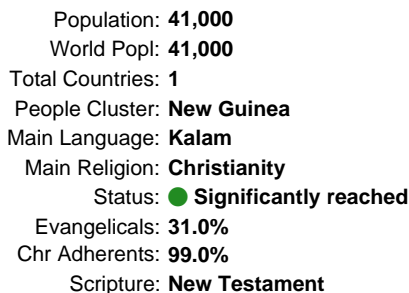 Population: 41,000
World Popl: 41,000
Total Countries: 1
People Cluster: New Guinea
Main Language: Kalam
Main Religion: Christianity
Status: Significantly reached
Evangelicals: 31.0%
Chr Adherents: 99.0%
Scripture: New Testament